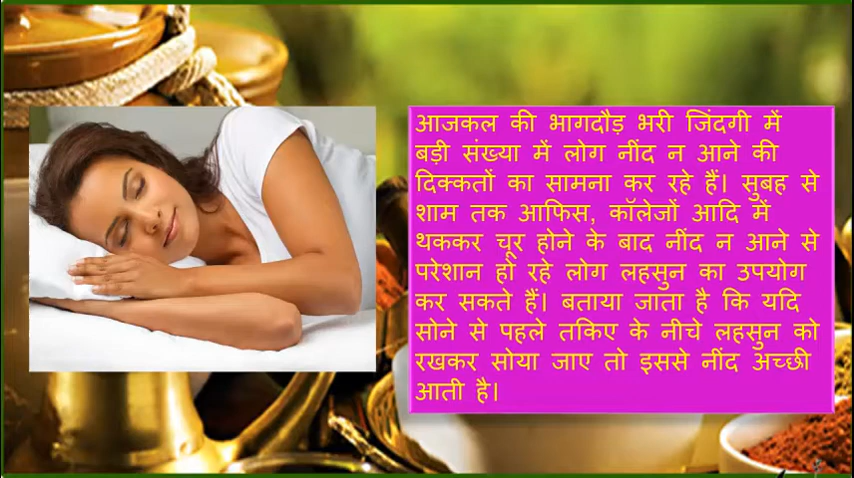 आजकल की भागदौड़ भरी जिंदगी में
बड़ी संख्या में लोग नींद न आने की
दिक्कतों का सामना कर रहे हैं। सुबह से
शाम तक आफिस, कॉलेजों आदि में
थककर चूर होने के बाद नींद न आने से
परेशान हो रहे लोग लहसुन का उपयोग
कर सकते हैं। बताया जाता है कि यदि
सोने से पहले तकिए के नीचे लहसुन को
रखकर सोया जाए तो इससे नींद अच्छी
आती है।